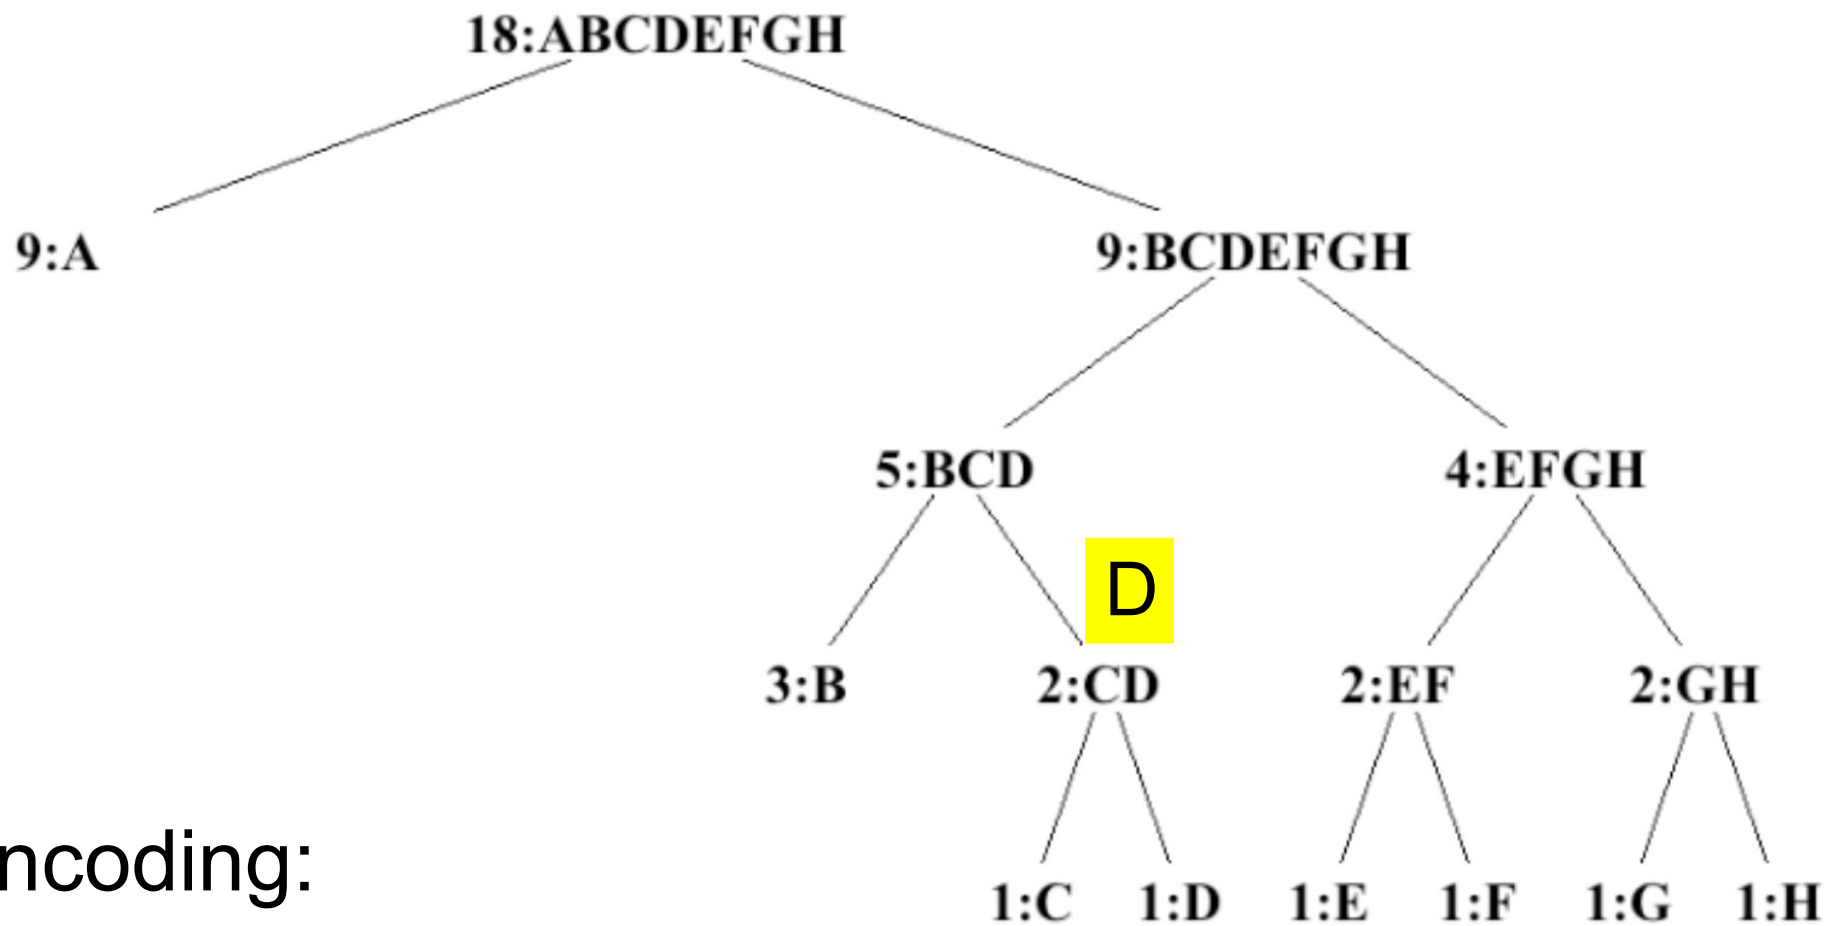 18:ABCDEFGH
9:A 9:BCDEFGH
5:BCD 4:EFGH
D
3:B 2:CD 2:EF 2:GH
ncoding:
1:C 1:D 1:E 1:F 1:G 1:H